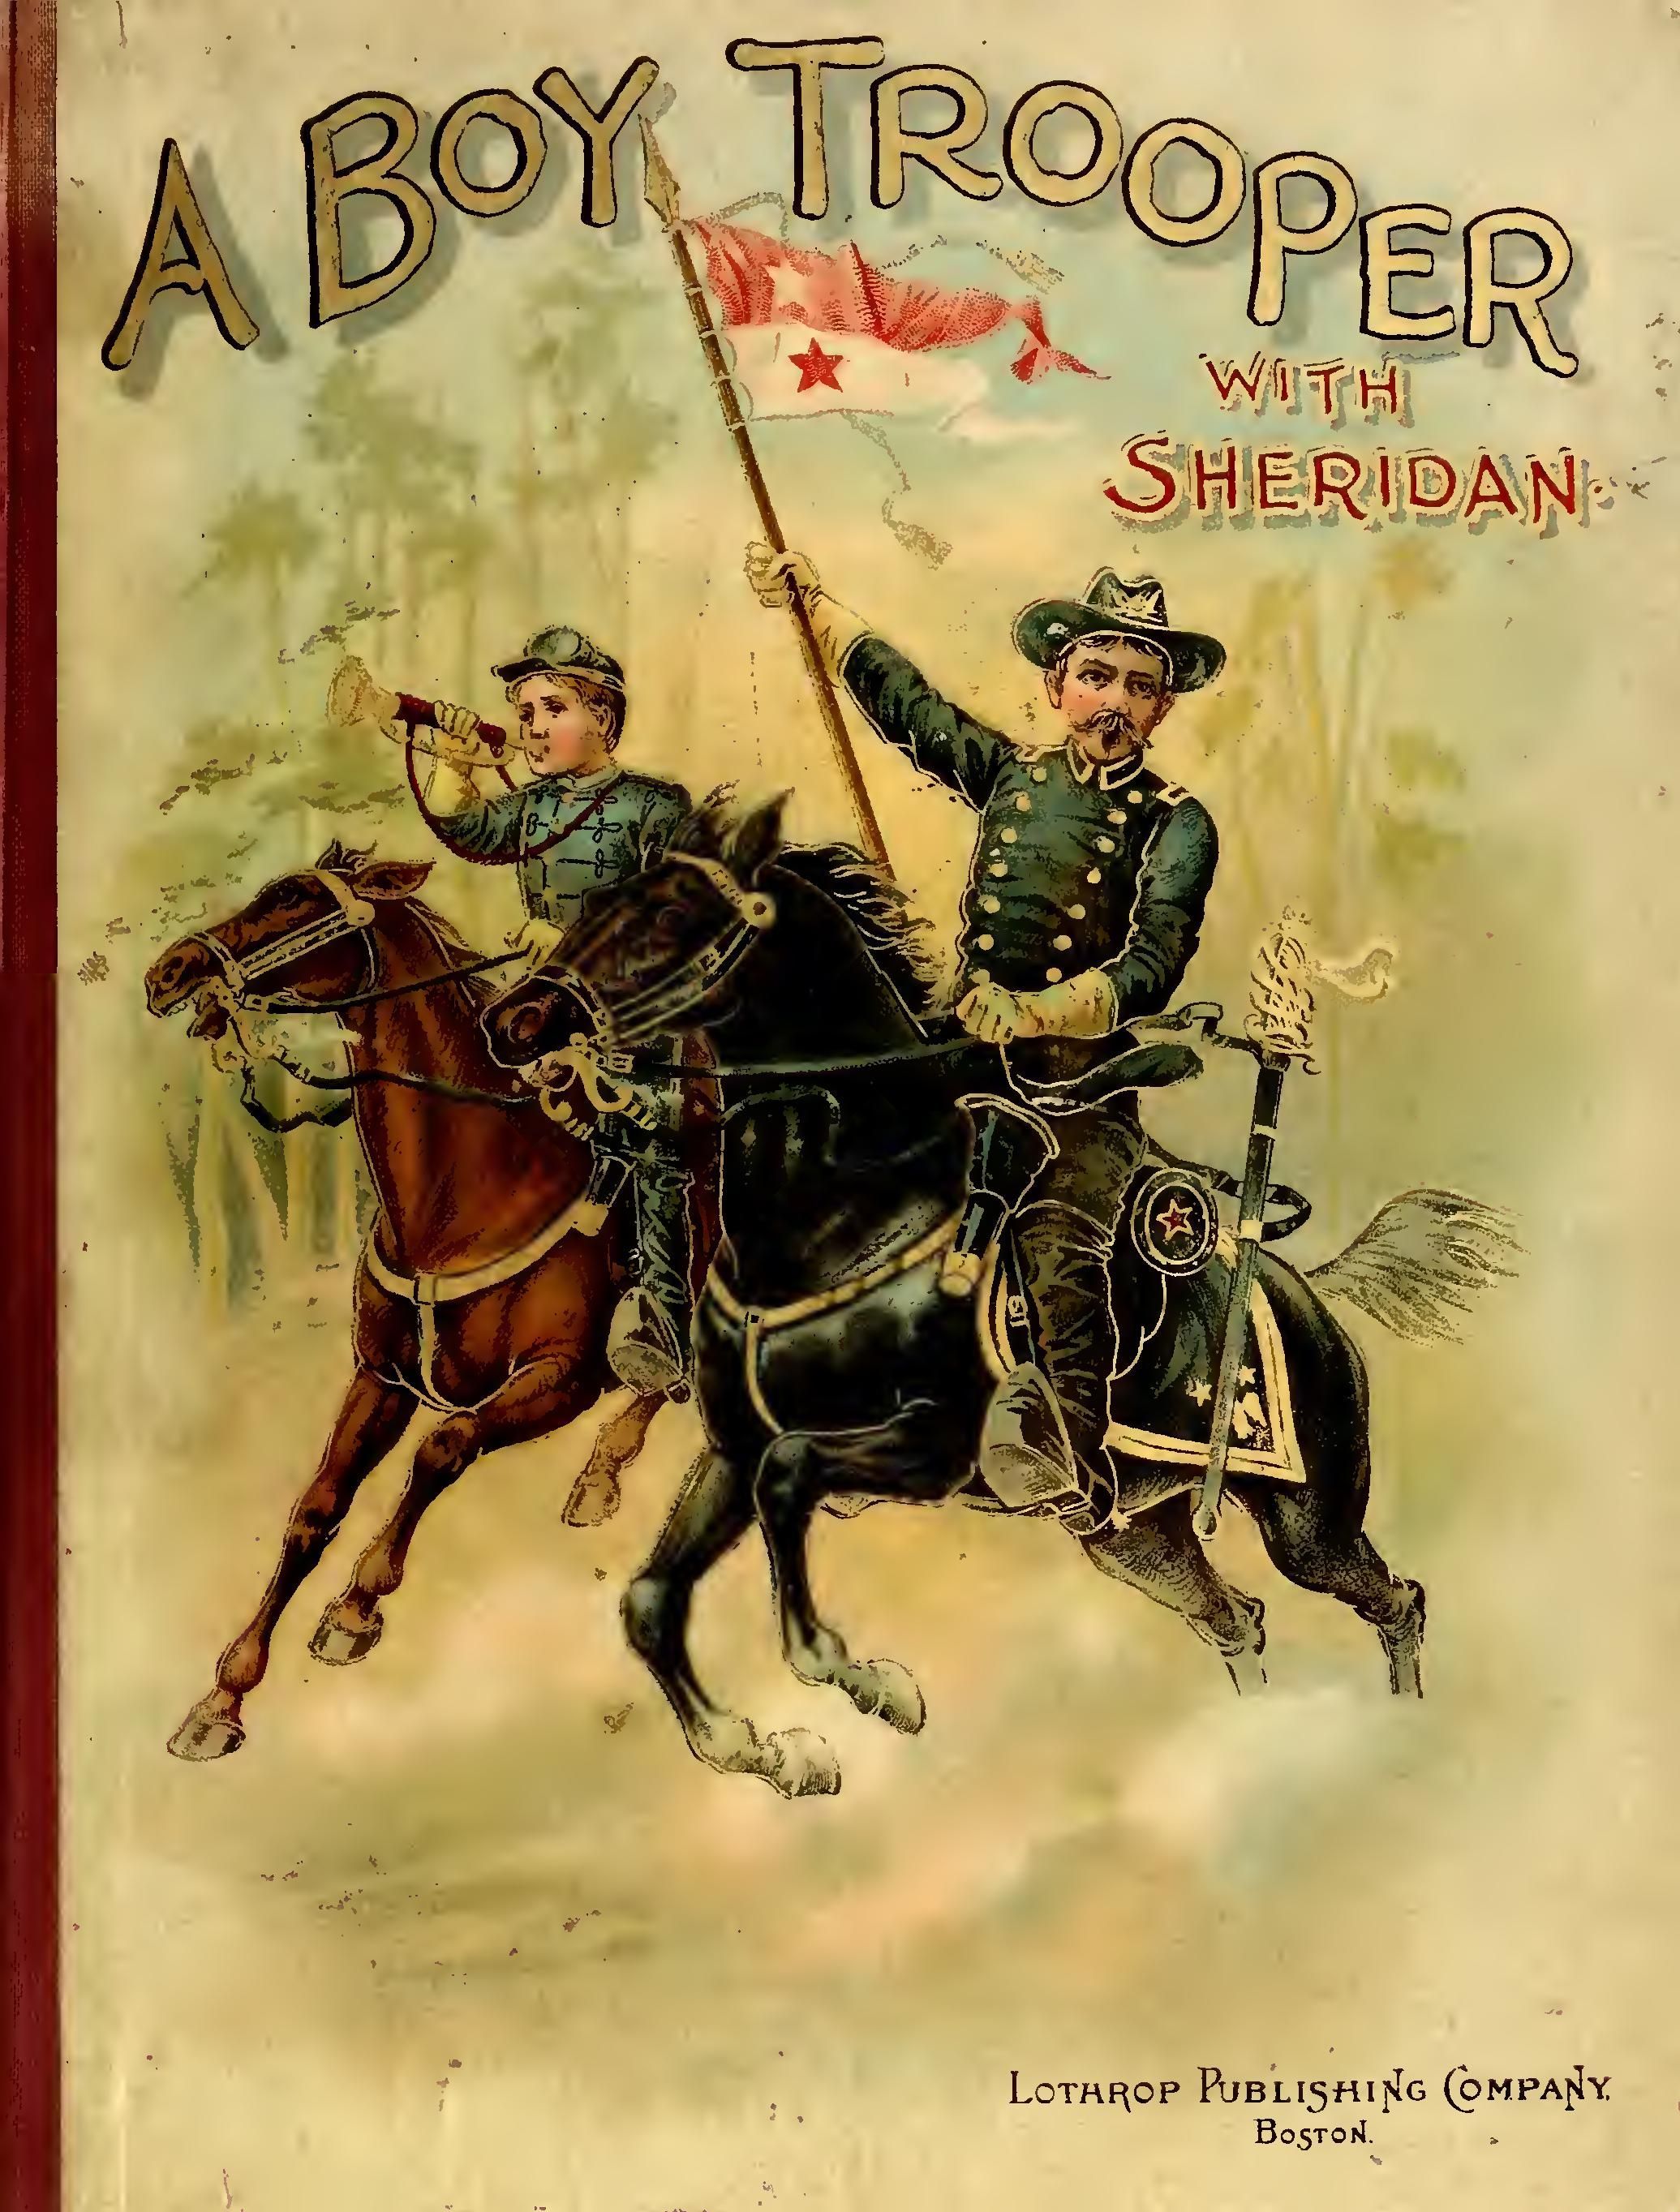 A BOY TROOPER
WITH
SHERIDAN.
LOTHROP PUBLISHING COMPANY.
BOSTON.